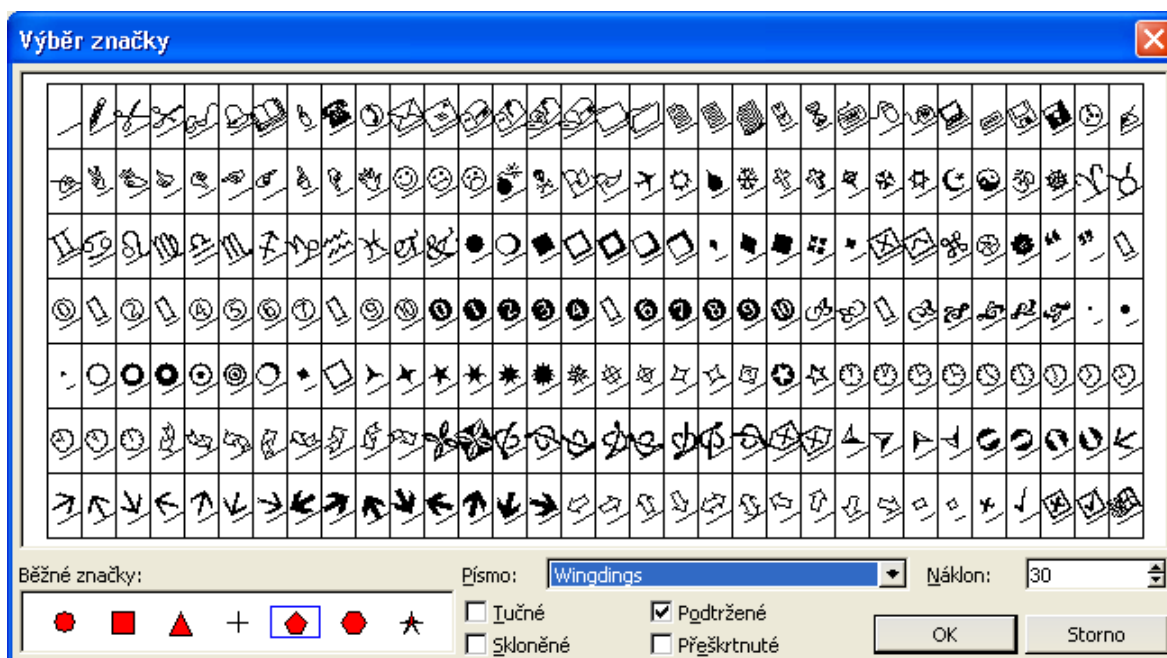 Výběr značky
Běžné značky:
Písmo:
Wingdings
Náklon:
30
Tučné
Podtržené
Skloněné
Přeškrtnuté
OK
Storno